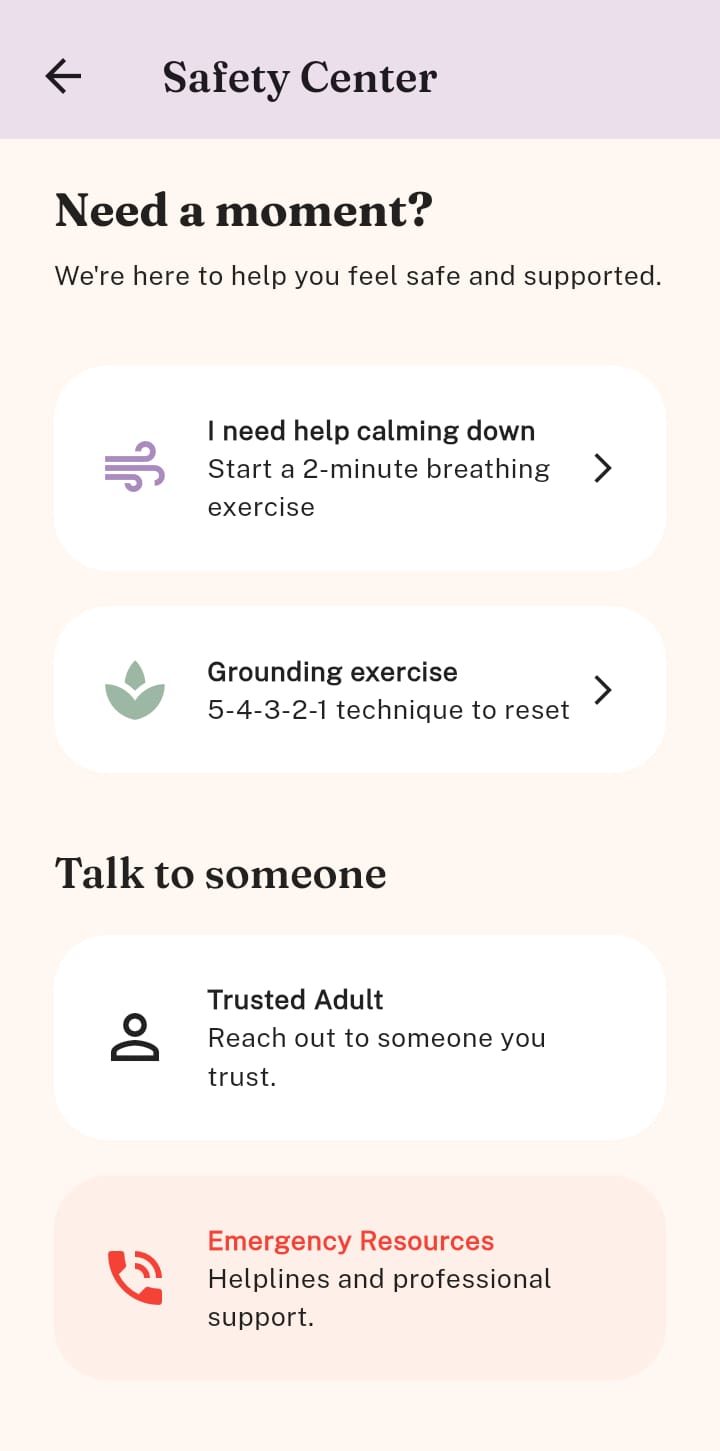 Safety Center
Need a moment?
We're here to help you feel safe and supported.
I need help calming down
Start a 2-minute breathing
exercise
Grounding exercise
5-4-3-2-1 technique to reset
Talk to someone
Trusted Adult
Reach out to someone you
trust.
Emergency Resources
Helplines and professional
support.